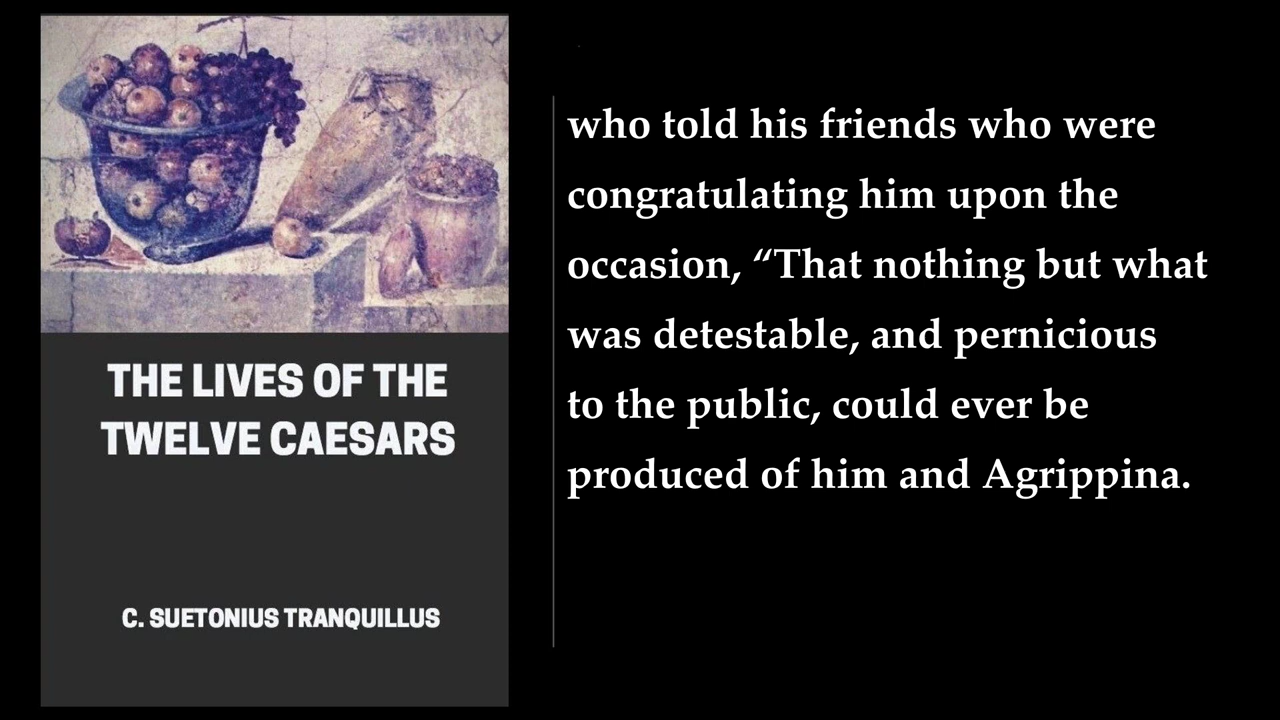 THE LIVES OF THE
TWELVE CAESARS
C. SUETONIUS TRANQUILLUS
who told his friends who were
congratulating him upon the
occasion, “That nothing but what
was detestable, and pernicious
to the public, could ever be
produced of him and Agrippina.